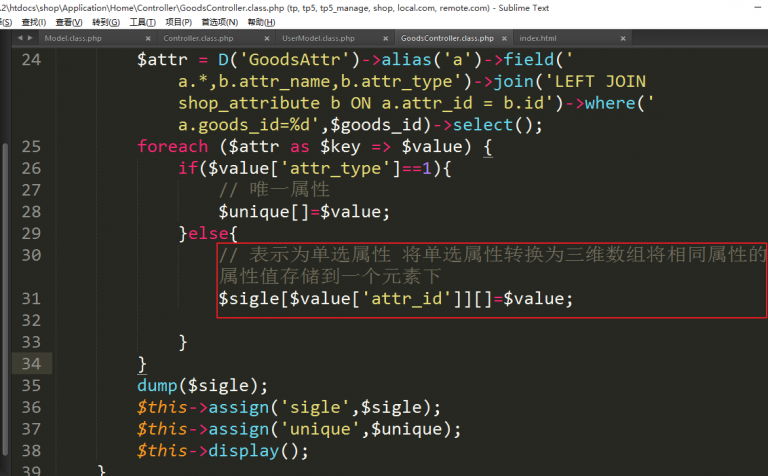 .2\htdocs\shop\Application\Home\Controller\GoodsController.class.php (tp, tp5, tp5_manage, shop, local.com, remote.com) - Sublime Text
(S) 查找(I) 查看(V) 转到(G) 工具(T) 项目(P) 首选项(N) 帮助(H)
Model.class.php × Controller.class.php × UserModel.class.php × GoodsController.class.php × index.html ×
24 $attr = D('GoodsAttr')->alias('a')->field('
a.*,b.attr_name,b.attr_type')->join('LEFT JOIN
shop_attribute b ON a.attr_id = b.id')->where('
a.goods_id=%d',$goods_id)->select();
25 foreach ($attr as $key => $value) {
26 if($value['attr_type']==1){
27 // 唯一属性
28 $unique[]=$value;
29 }else{
30 // 表示为单选属性 将单选属性转换为三维数组将相同属性的
属性值存储到一个元素下
31 $sigle[$value['attr_id']][]=$value;
32
33 }
34 }
35 dump($sigle);
36 $this->assign('sigle',$sigle);
37 $this->assign('unique',$unique);
38 $this->display();
39 }